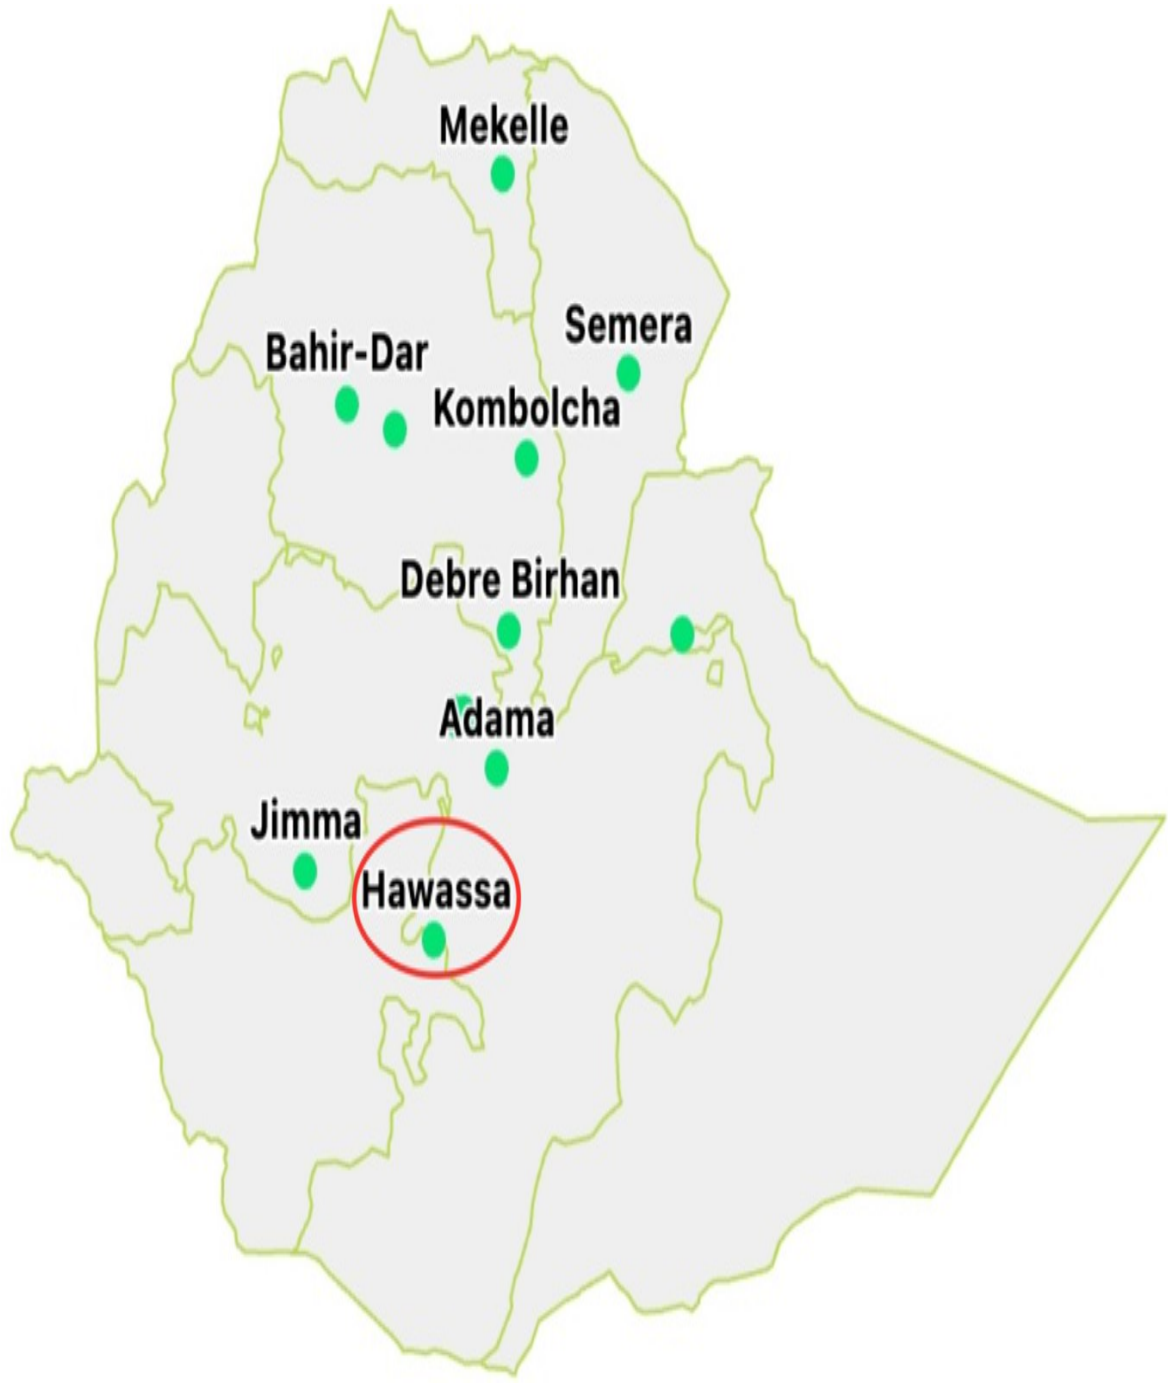 Mekelle
Semera
Bahir-Dar
Kombolcha
Debre Birhan
Adama
Jimma
Hawassa